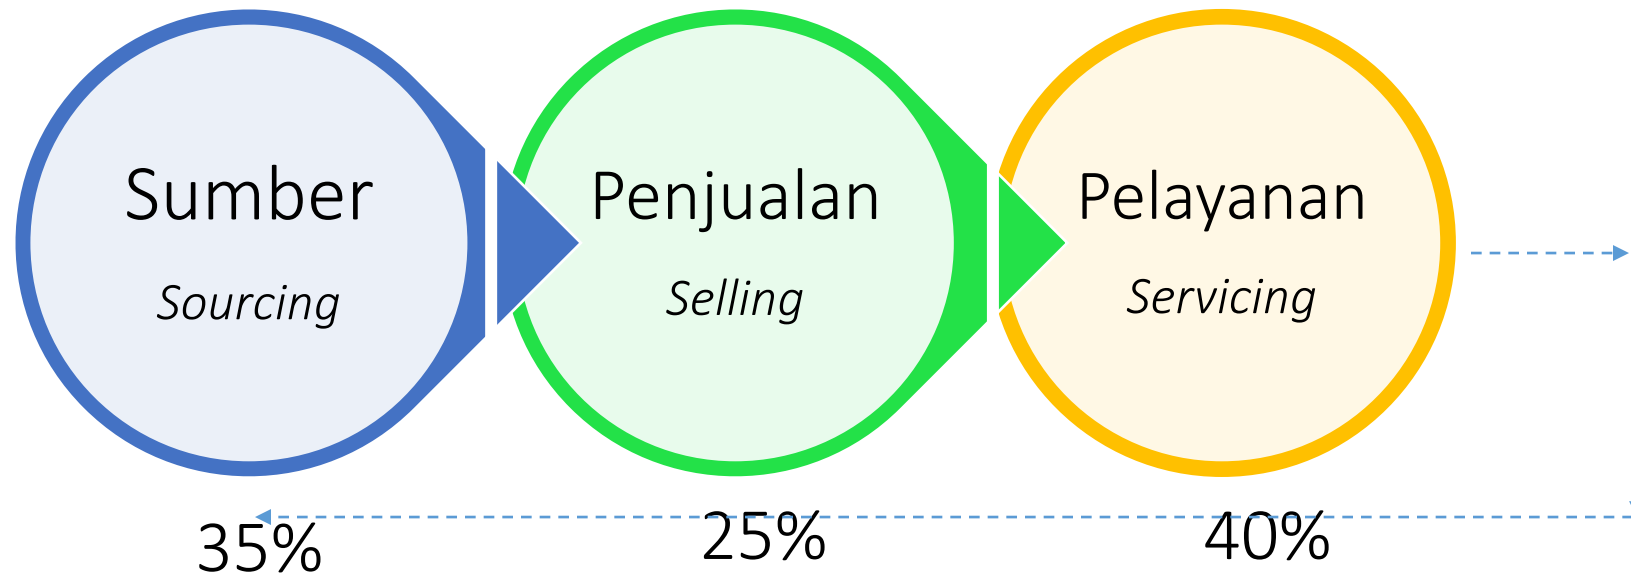 Sumber
Sourcing
Penjualan
Selling
Pelayanan
Servicing
35%
25%
40%